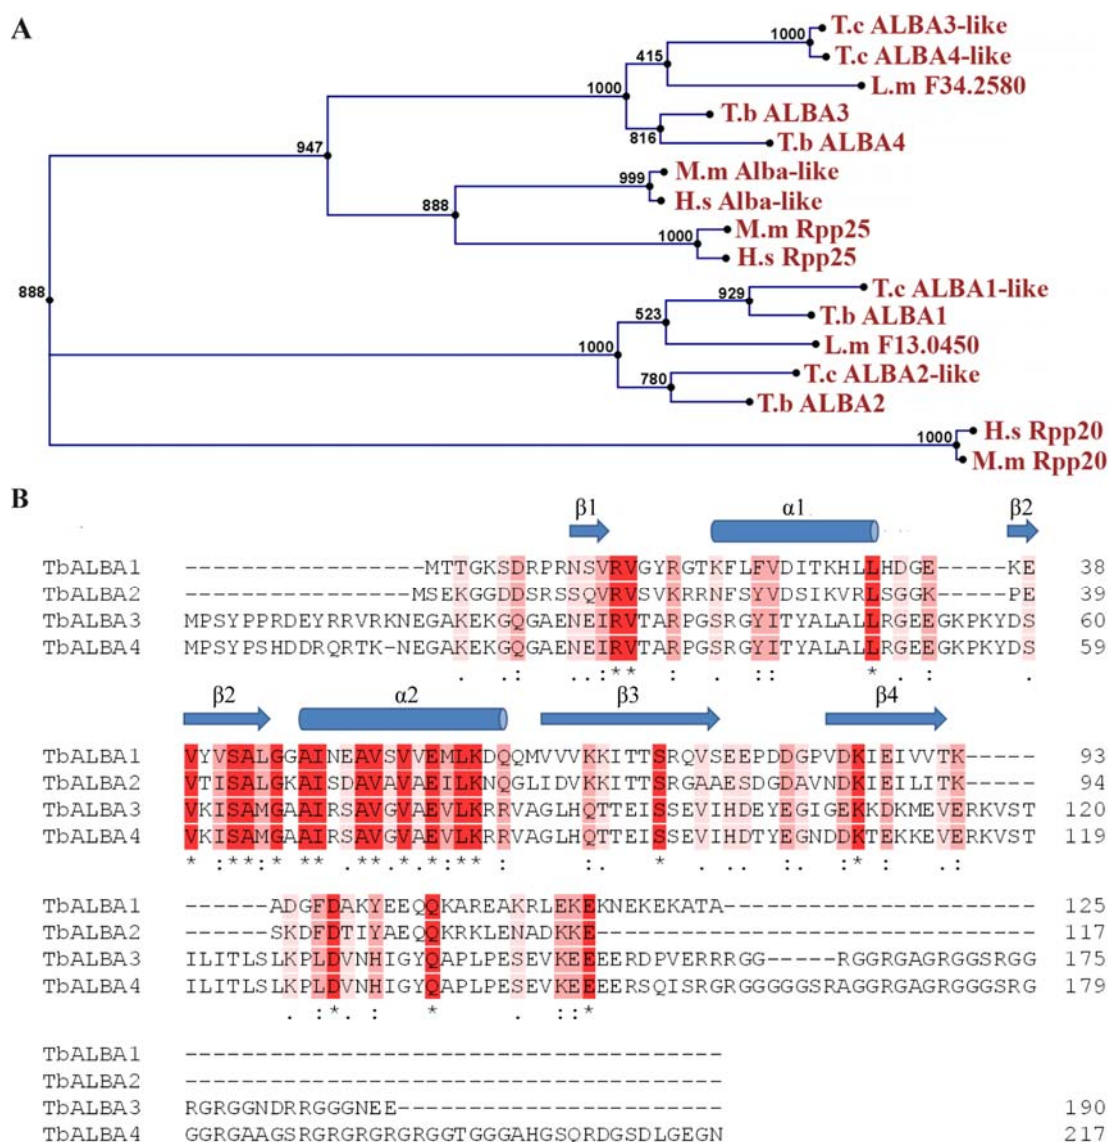 A
1000
T.c ALBA3-like
T.c ALBA4-like
415
L.m F34.2580
1000
T.b ALBA3
816
T.b ALBA4
947
M.m Alba-like
999
H.s Alba-like
888
M.m Rpp25
1000
H.s Rpp25
888
T.c ALBA1-like
929
T.b ALBA1
523
L.m F13.0450
1000
T.c ALBA2-like
780
T.b ALBA2
H.s Rpp20
1000
M.m Rpp20
B
β1 α1 β2
TbALBA1 -----------------MTTGKSDRPRNSVRVGYRGTKFLFVDITKHLLHDGE-----KE 38
TbALBA2 ----------------MSEKGGDDSRSSQVRVSVKRRNFSYVDSIKVRLSGGK-----PE 39
TbALBA3 MPSYPPRDEYRRVRKNEGAKEKGQGAENEIRVTARPGSRGYITYALALLRGEEGKPKYDS 60
TbALBA4 MPSYPSHDDRQRTK-NEGAKEKGQGAENEIRVTARPGSRGYITYALALLRGEEGKPKYDS 59
. .: ..:** : . :: * .: .
β2 α2 β3 β4
TbALBA1 VYVSALGGAINEAVSVVEMLKDQQMVVVKKITTSRQVSEEPDDGPVDKIEIVVTK----- 93
TbALBA2 VTISALGKAISDAVSVAEILKNQGLIDVKKITTSRGAAESEDGDAVNDKIEIVVTK----- 94
TbALBA3 VKISAMGAAIRSAVGVAEVLKRRVAGLHQTTEISSEVIHDEYEGIGEKKDKMEVERKVST 120
TbALBA4 VKISAMGAAIRSAVGVAEVLKRRVAGLHQTTEISSEVIHDTYEGNDDKTEKKEVERKVST 119
* :**:* ** .**.*.*:** . :. * . .. :. :* : .:
TbALBA1 ------ADGFDAKYEEQQKAREAKRLEKEKNEKEKATA---------------------- 125
TbALBA2 ------SKDFDTIYAEQQKRKLENADKKE------------------------------- 117
TbALBA3 ILITLSLKPLDVNHIGYQAPLPESEVKEEEERDPVERRRGG-----RGGRGAGRGGSRGG 175
TbALBA4 ILITLSLKPLDVNHIGYQAPLPESEVKEEEERSQISRGRGGGGGSRAGGRGAGRGGGSRG 179
. :*. : * . ::*
TbALBA1 --------------------------------------
TbALBA2 --------------------------------------
TbALBA3 RGRGGNDRRGGGNEE----------------------- 190
TbALBA4 GGRGAAGSRGRGRGRGRGGTGGGAHGSQRDGSDLGEGN 217